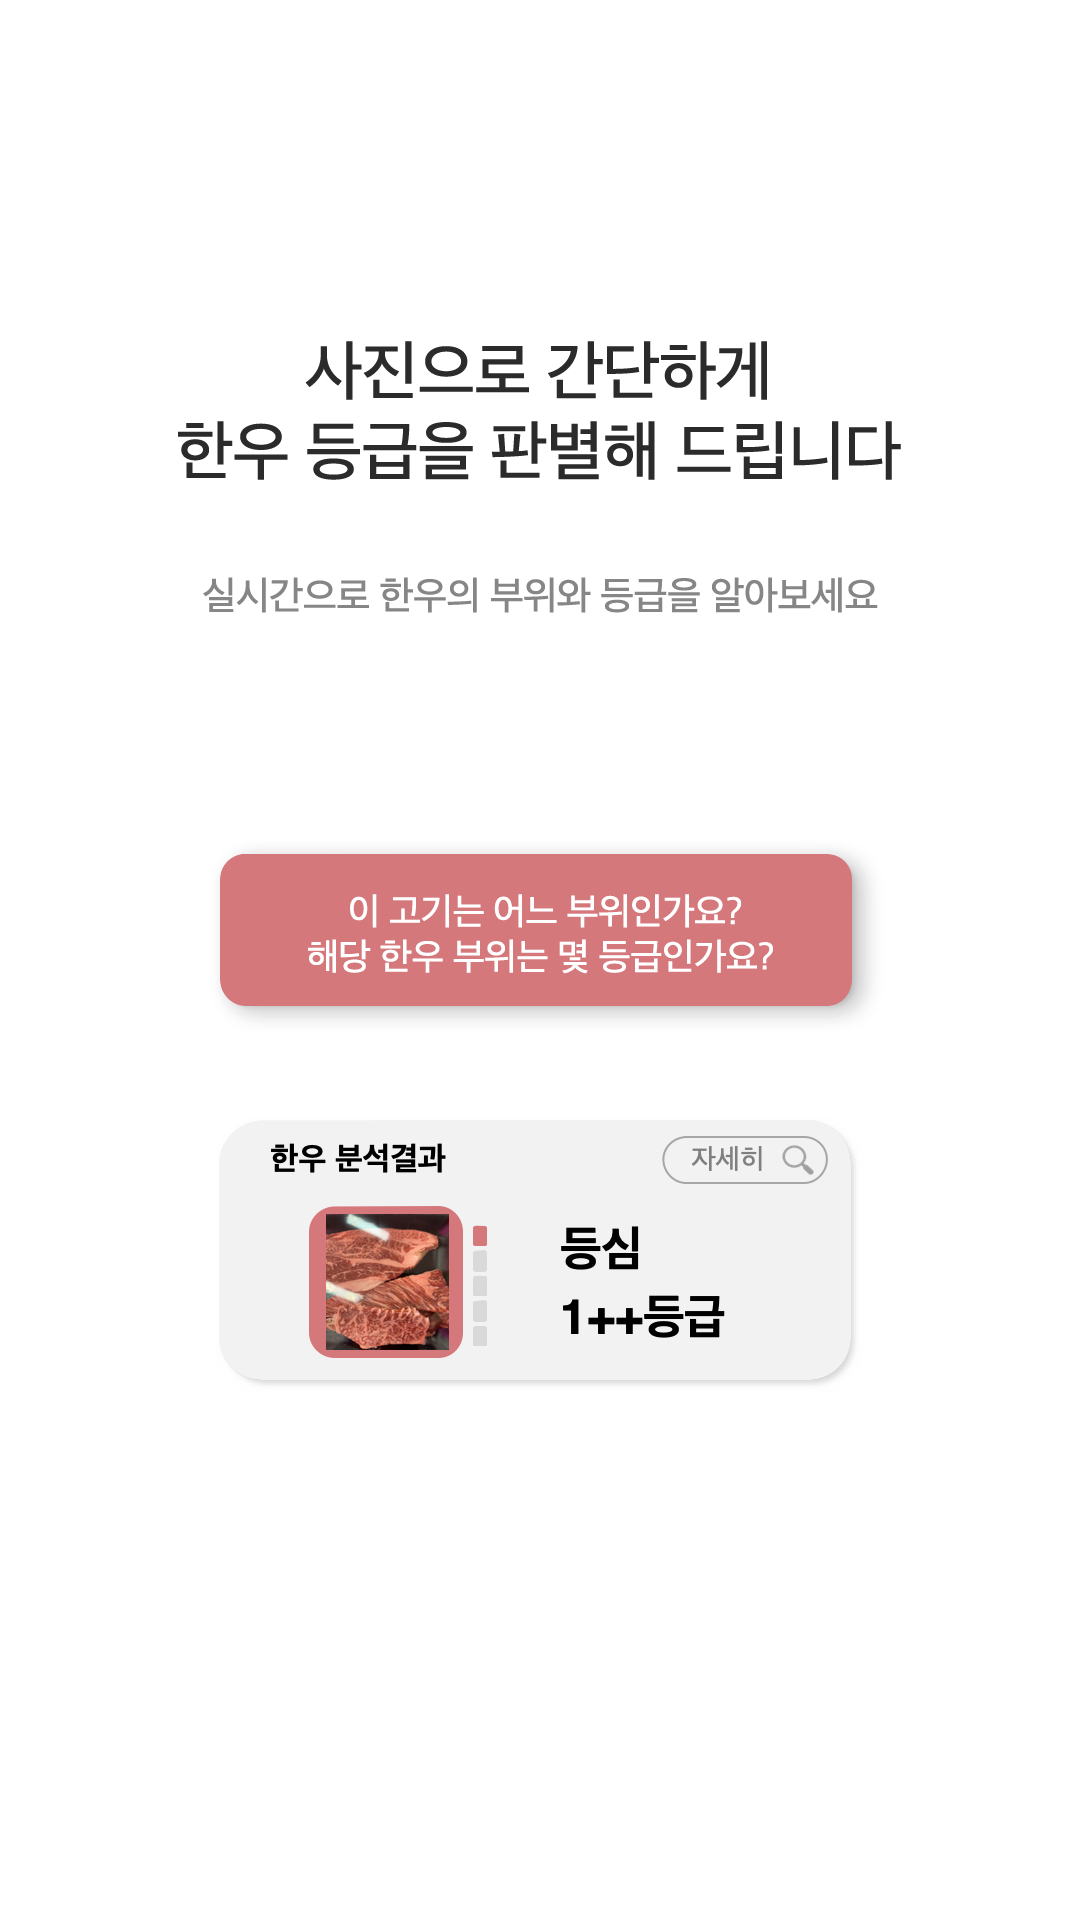 사진으로 간단하게
한우 등급을 판별해 드립니다
실시간으로 한우의 부위와 등급을 알아보세요
이 고기는 어느 부위인가요?
해당 한우 부위는 몇 등급인가요?
한우 분석결과
자세히
등심
1++등급